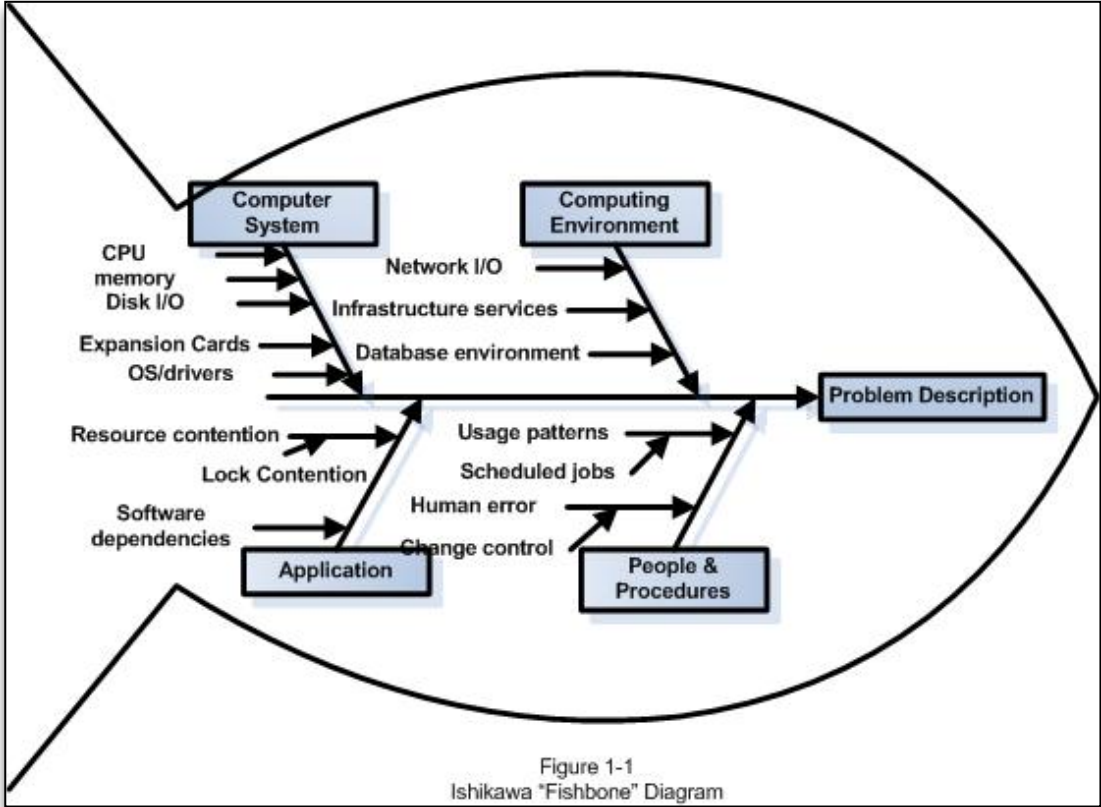 Computer
System
Computing
Environment
CPU
memory
Disk I/O
Expansion Cards
OS/drivers
Network I/O
Infrastructure services
Database environment
Problem Description
Resource contention
Lock Contention
Software
dependencies
Application
Usage patterns
Scheduled jobs
Human error
Change control
People &
Procedures
Figure 1-1
Ishikawa "Fishbone" Diagram